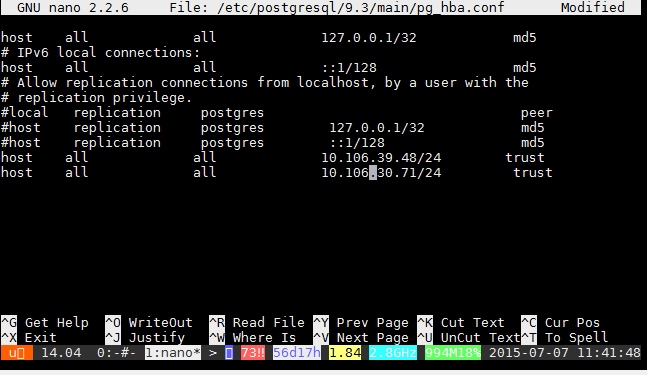 GNU nano 2.2.6 File: /etc/postgresql/9.3/main/pg_hba.conf Modified
host all all 127.0.0.1/32 md5
# IPv6 local connections:
host all all ::1/128 md5
# Allow replication connections from localhost, by a user with the
# replication privilege.
#local replication postgres peer
#host replication postgres 127.0.0.1/32 md5
#host replication postgres ::1/128 md5
host all all 10.106.39.48/24 trust
host all all 10.106.30.71/24 trust
^G Get Help ^O WriteOut ^R Read File ^Y Prev Page ^K Cut Text ^C Cur Pos
^X Exit ^J Justify ^W Where Is ^V Next Page ^U UnCut Text ^T To Spell
u 14.04 0:-#- 1:nano* > 73!! 56d17h 1.84 2.8GHz 994M18% 2015-07-07 11:41:48